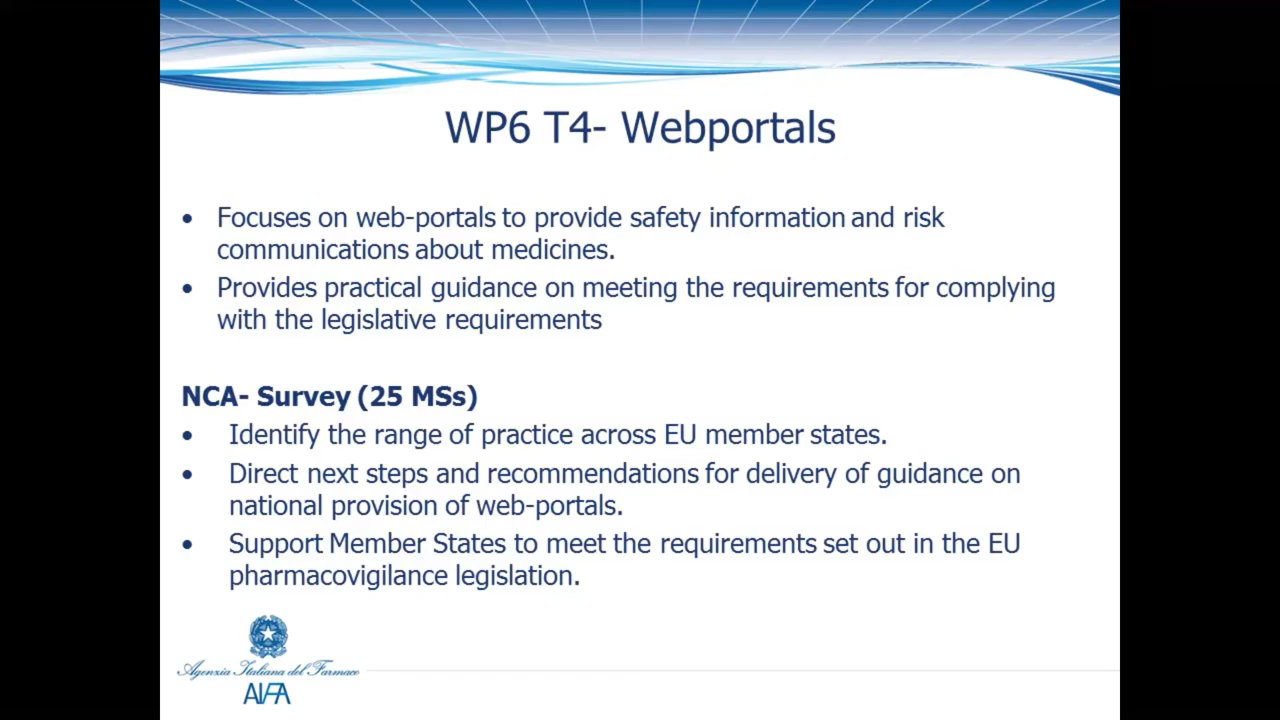 WP6 T4- Webportals
• Focuses on web-portals to provide safety information and risk
communications about medicines.
• Provides practical guidance on meeting the requirements for complying
with the legislative requirements
NCA- Survey (25 MSs)
• Identify the range of practice across EU member states.
• Direct next steps and recommendations for delivery of guidance on
national provision of web-portals.
• Support Member States to meet the requirements set out in the EU
pharmacovigilance legislation.
Agenzia Italiana del Farmaco
AIFA